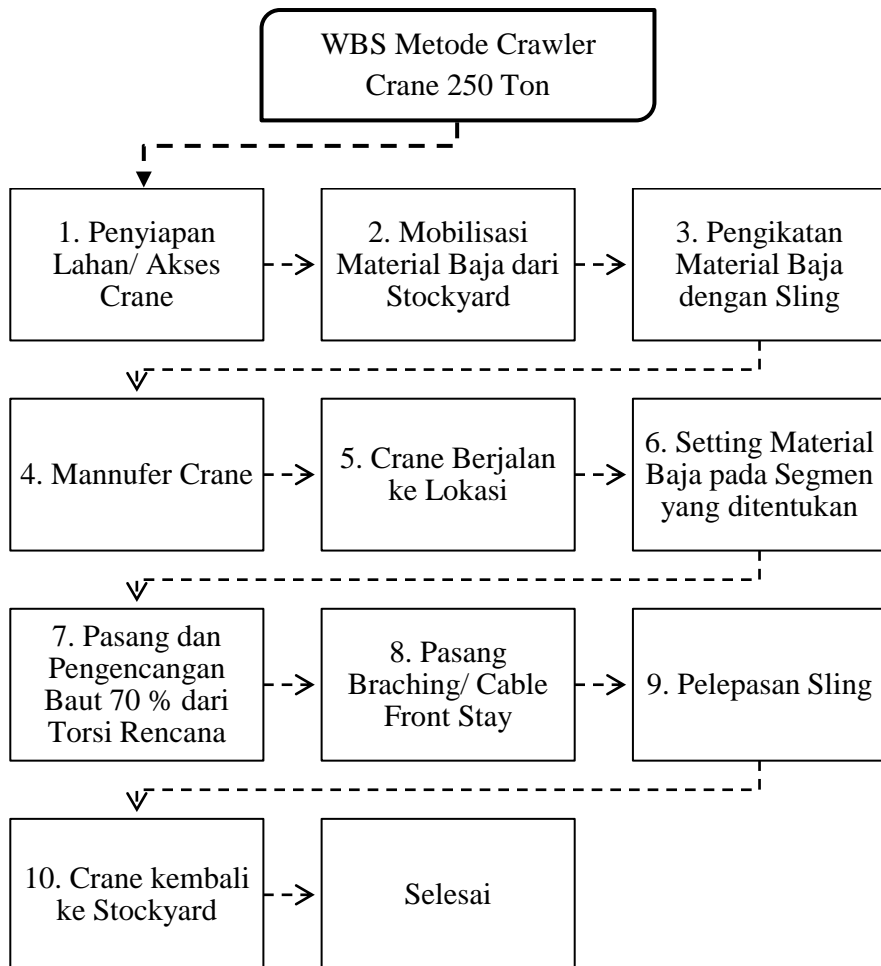 WBS Metode Crawler
Crane 250 Ton
1. Penyiapan
Lahan/ Akses
Crane
2. Mobilisasi
Material Baja dari
Stockyard
3. Pengikatan
Material Baja
dengan Sling
4. Mannufer Crane
5. Crane Berjalan
ke Lokasi
6. Setting Material
Baja pada Segmen
yang ditentukan
7. Pasang dan
Pengencangan
Baut 70 % dari
Torsi Rencana
8. Pasang
Braching/ Cable
Front Stay
9. Pelepasan Sling
10. Crane kembali
ke Stockyard
Selesai